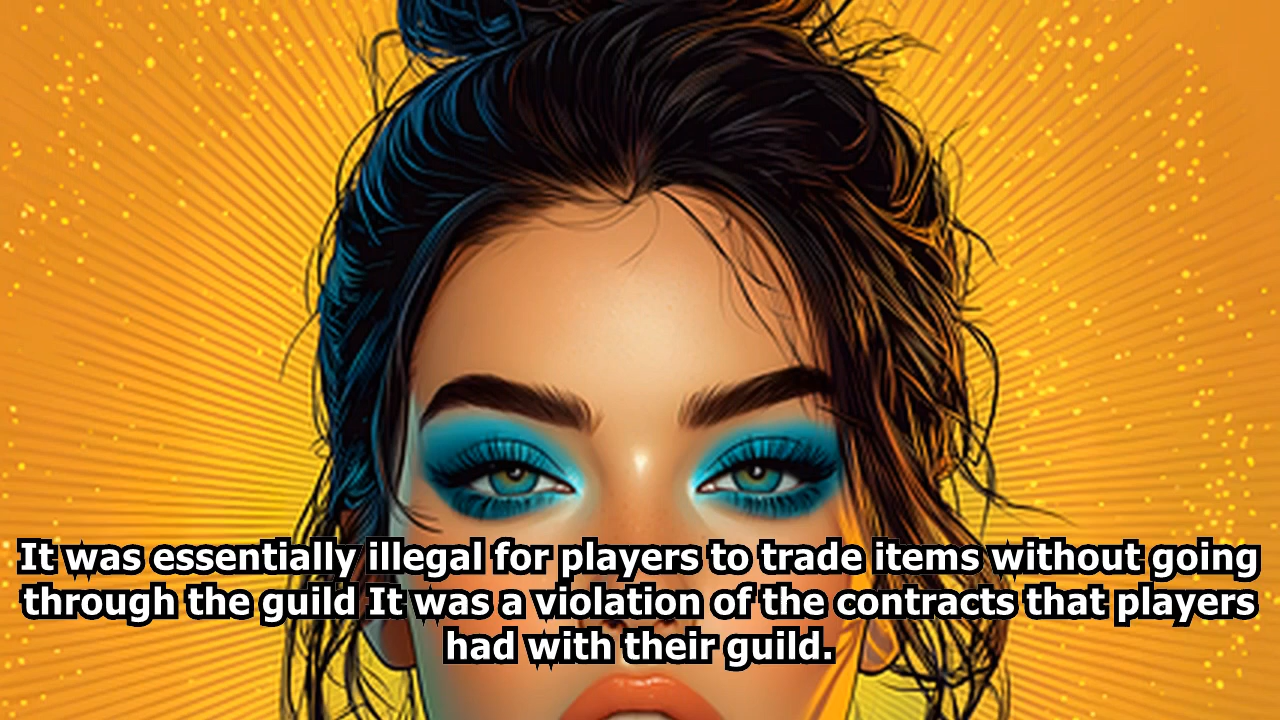 It was essentially illegal for players to trade items without going
through the guild It was a violation of the contracts that players
had with their guild.